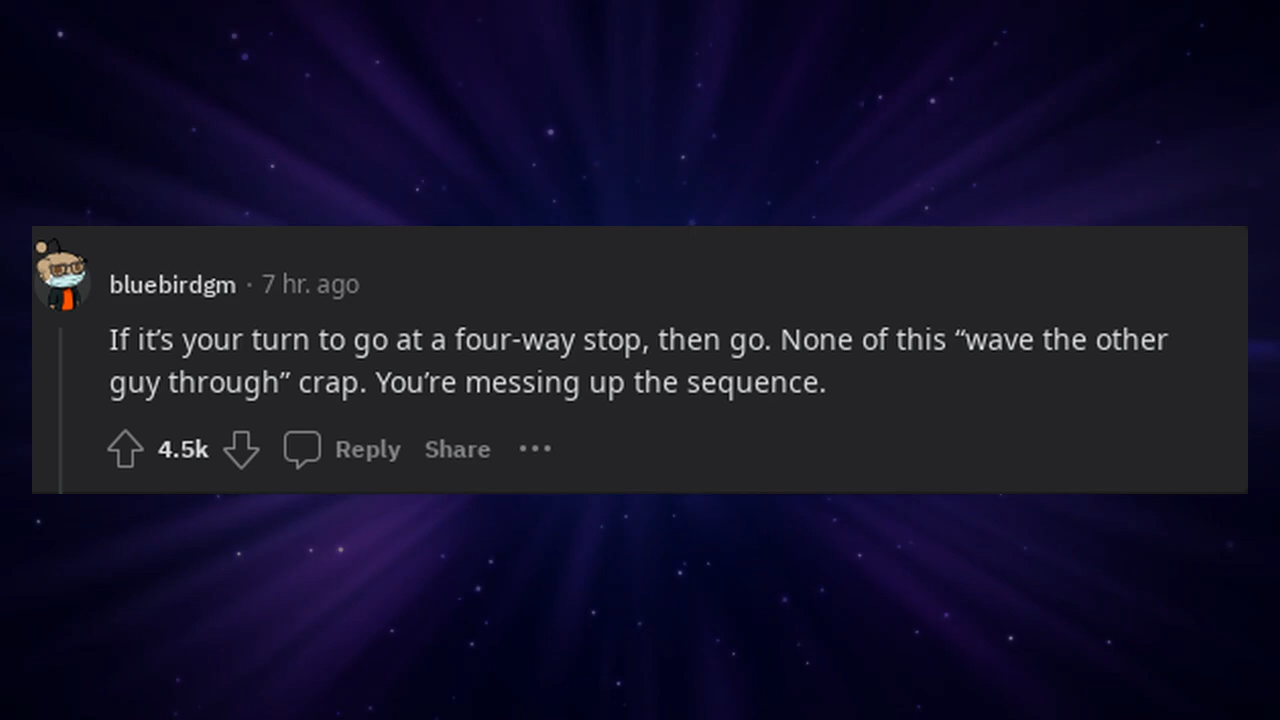 bluebirdgm · 7 hr. ago
If it’s your turn to go at a four-way stop, then go. None of this “wave the other
guy through” crap. You’re messing up the sequence.
4.5k Reply Share •••